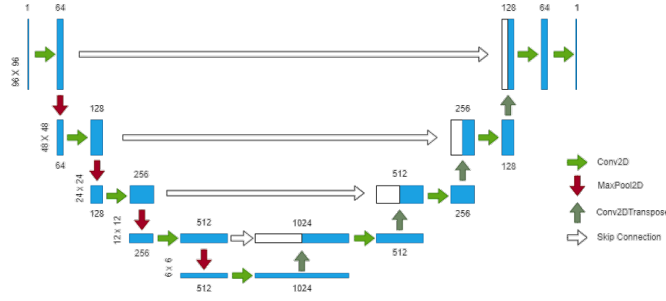 1
64
128
64
1
96 X 96
128
256
48 X 48
64
128
256
512
24 X 24
128
256
512
1024
12 X 12
256
512
6 X 6
512
1024
Conv2D
MaxPool2D
Conv2DTranspose
Skip Connection